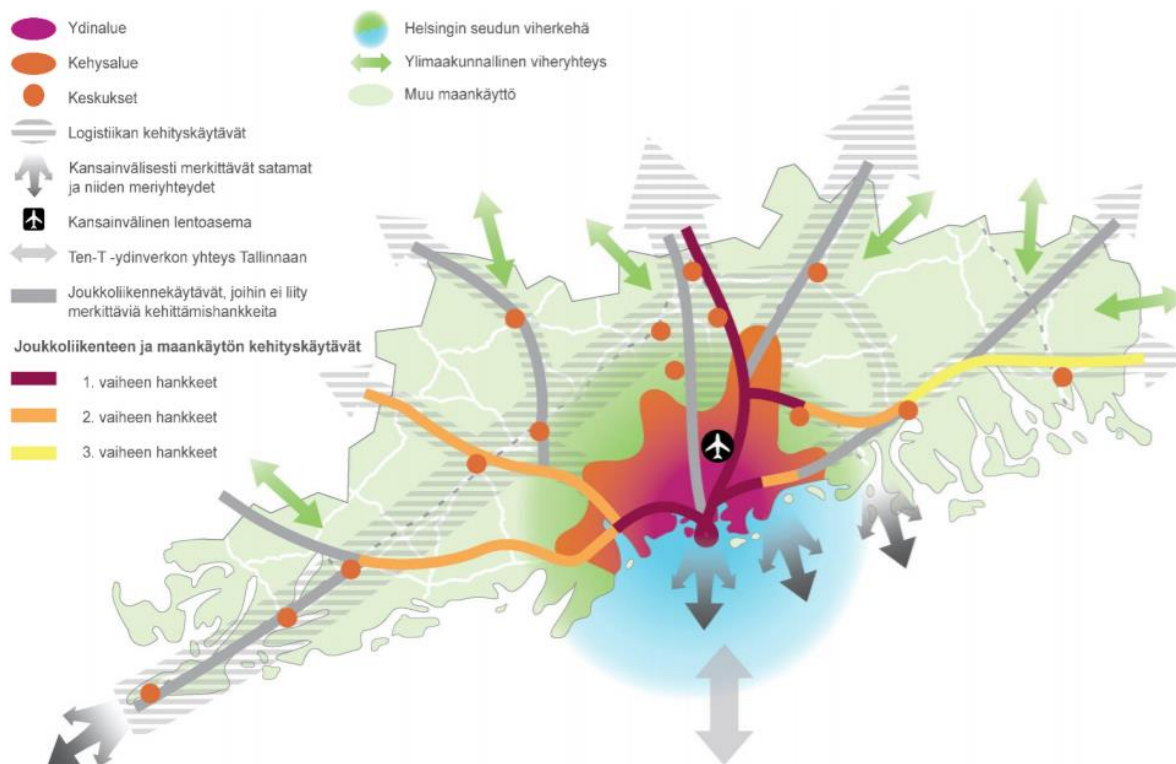 Ydinalue
Kehysalue
Keskukset
Logistiikan kehityskäytävät
Kansainvälisesti merkittävät satamat
ja niiden meriyhteydet
Kansainvälinen lentoasema
Ten-T -ydinverkon yhteys Tallinnaan
Joukkoliikennekäytävät, joihin ei liity
merkittäviä kehittämishankkeita
Joukkoliikenteen ja maankäytön kehityskäytävät
1. vaiheen hankkeet
2. vaiheen hankkeet
3. vaiheen hankkeet
Helsingin seudun viherkehä
Ylimaakunnallinen viheryhteys
Muu maankäyttö